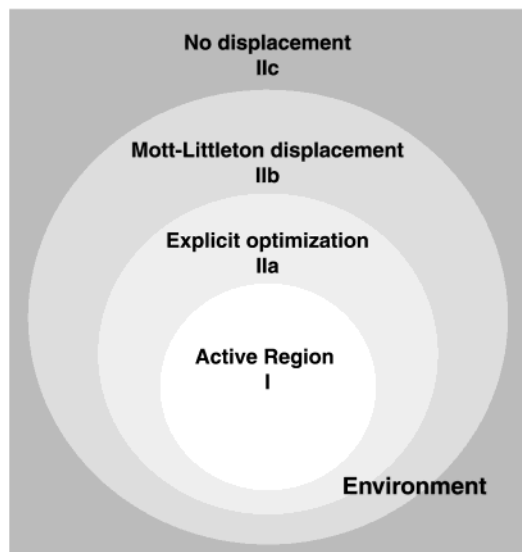 No displacement
IIc
Mott-Littleton displacement
IIb
Explicit optimization
IIa
Active Region
I
Environment